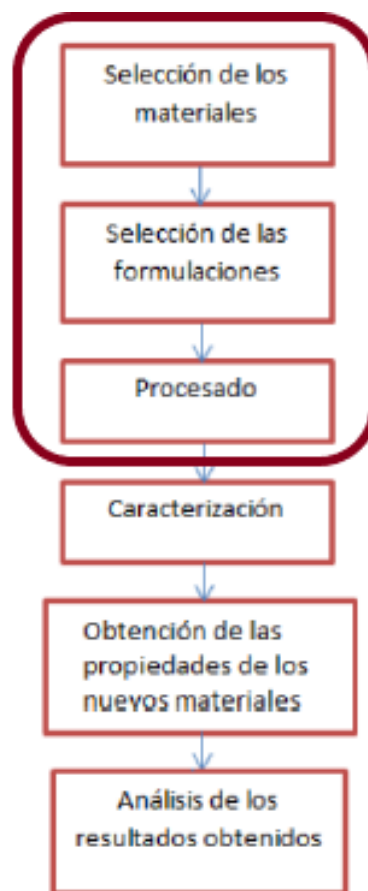 Selección de los
materiales
Selección de las
formulaciones
Procesado
Caracterización
Obtención de las
propiedades de los
nuevos materiales
Análisis de los
resultados obtenidos